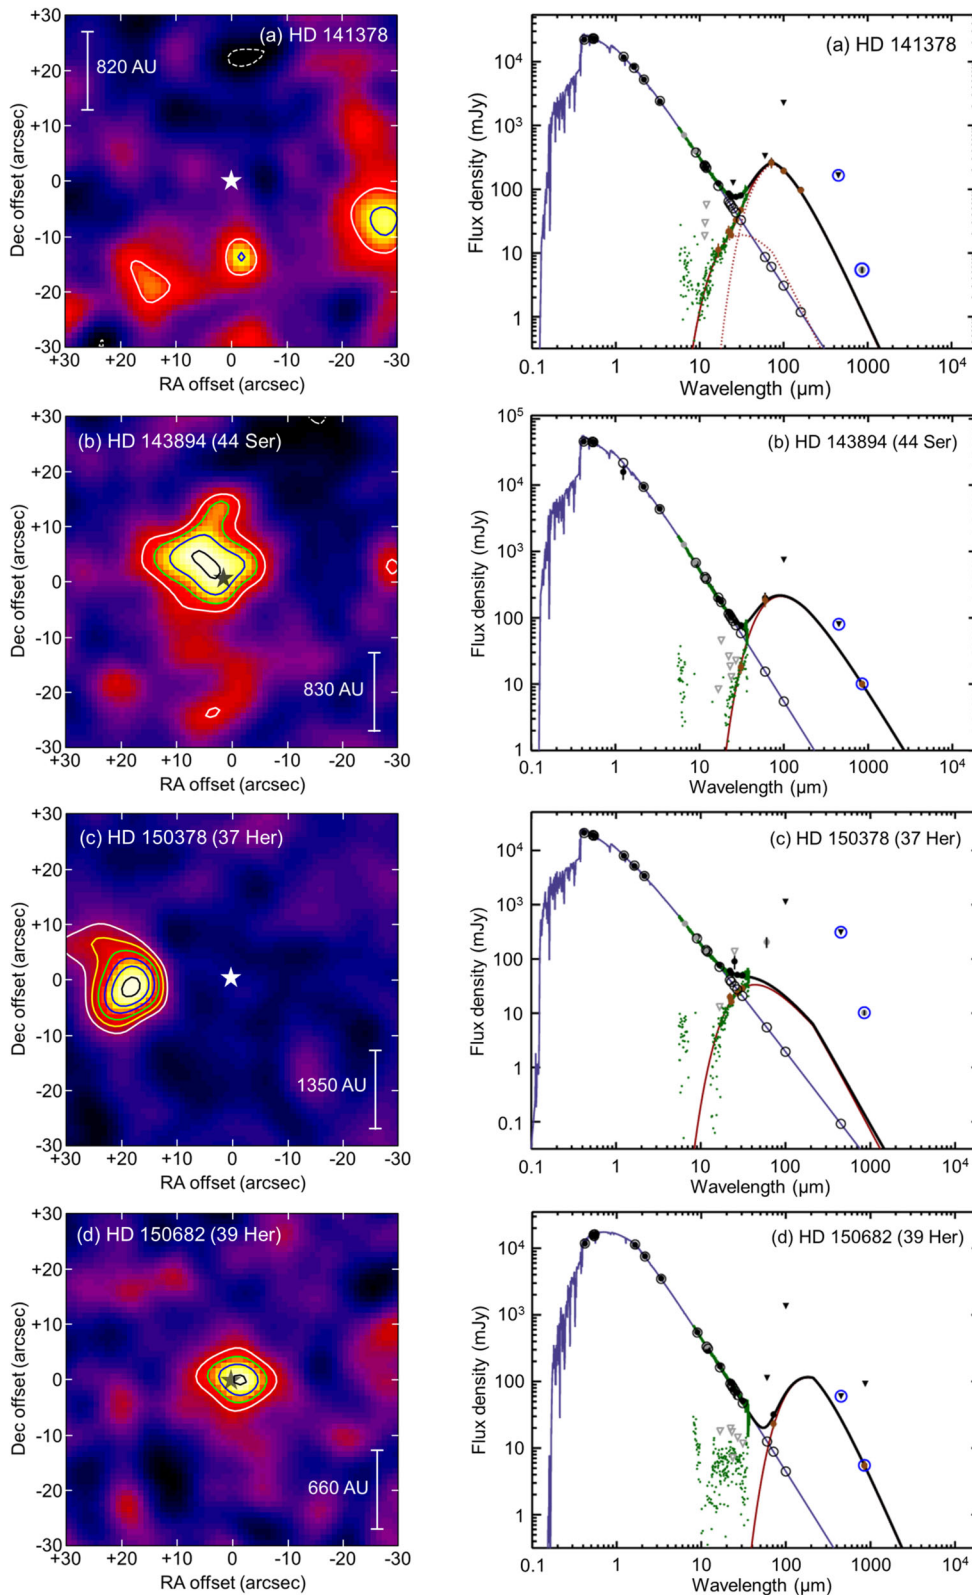 (a) HD 141378
820 AU
Dec offset (arcsec)
+30
+20
+10
0
-10
-20
-30
+30 +20 +10 0 -10 -20 -30
RA offset (arcsec)
(a) HD 141378
Flux density (mJy)
10⁴
10³
100
10
1
0.1 1 10 100 1000 10⁴
Wavelength (µm)
(b) HD 143894 (44 Ser)
830 AU
Dec offset (arcsec)
+30
+20
+10
0
-10
-20
-30
+30 +20 +10 0 -10 -20 -30
RA offset (arcsec)
(b) HD 143894 (44 Ser)
Flux density (mJy)
10⁵
10⁴
10³
100
10
1
0.1 1 10 100 1000 10⁴
Wavelength (µm)
(c) HD 150378 (37 Her)
1350 AU
Dec offset (arcsec)
+30
+20
+10
0
-10
-20
-30
+30 +20 +10 0 -10 -20 -30
RA offset (arcsec)
(c) HD 150378 (37 Her)
Flux density (mJy)
10⁴
10³
100
10
1
0.1
0.1 1 10 100 1000 10⁴
Wavelength (µm)
(d) HD 150682 (39 Her)
660 AU
Dec offset (arcsec)
+30
+20
+10
0
-10
-20
-30
+30 +20 +10 0 -10 -20 -30
RA offset (arcsec)
(d) HD 150682 (39 Her)
Flux density (mJy)
10⁴
10³
100
10
1
0.1 1 10 100 1000 10⁴
Wavelength (µm)